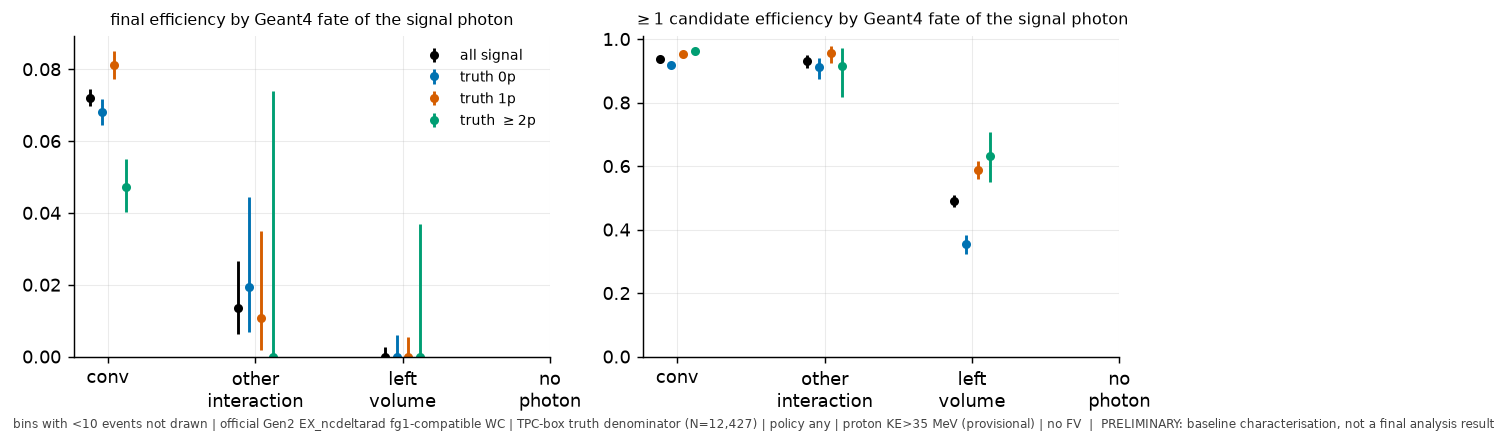 final efficiency by Geant4 fate of the signal photon
0.08
0.06
0.04
0.02
0.00
all signal
truth 0p
truth 1p
truth ≥ 2p
conv
other
interaction
left
volume
no
photon
≥ 1 candidate efficiency by Geant4 fate of the signal photon
1.0
0.8
0.6
0.4
0.2
0.0
conv
other
interaction
left
volume
no
photon
bins with <10 events not drawn | official Gen2 EX_ncdeltarad fg1-compatible WC | TPC-box truth denominator (N=12,427) | policy any | proton KE>35 MeV (provisional) | no FV | PRELIMINARY: baseline characterisation, not a final analysis result